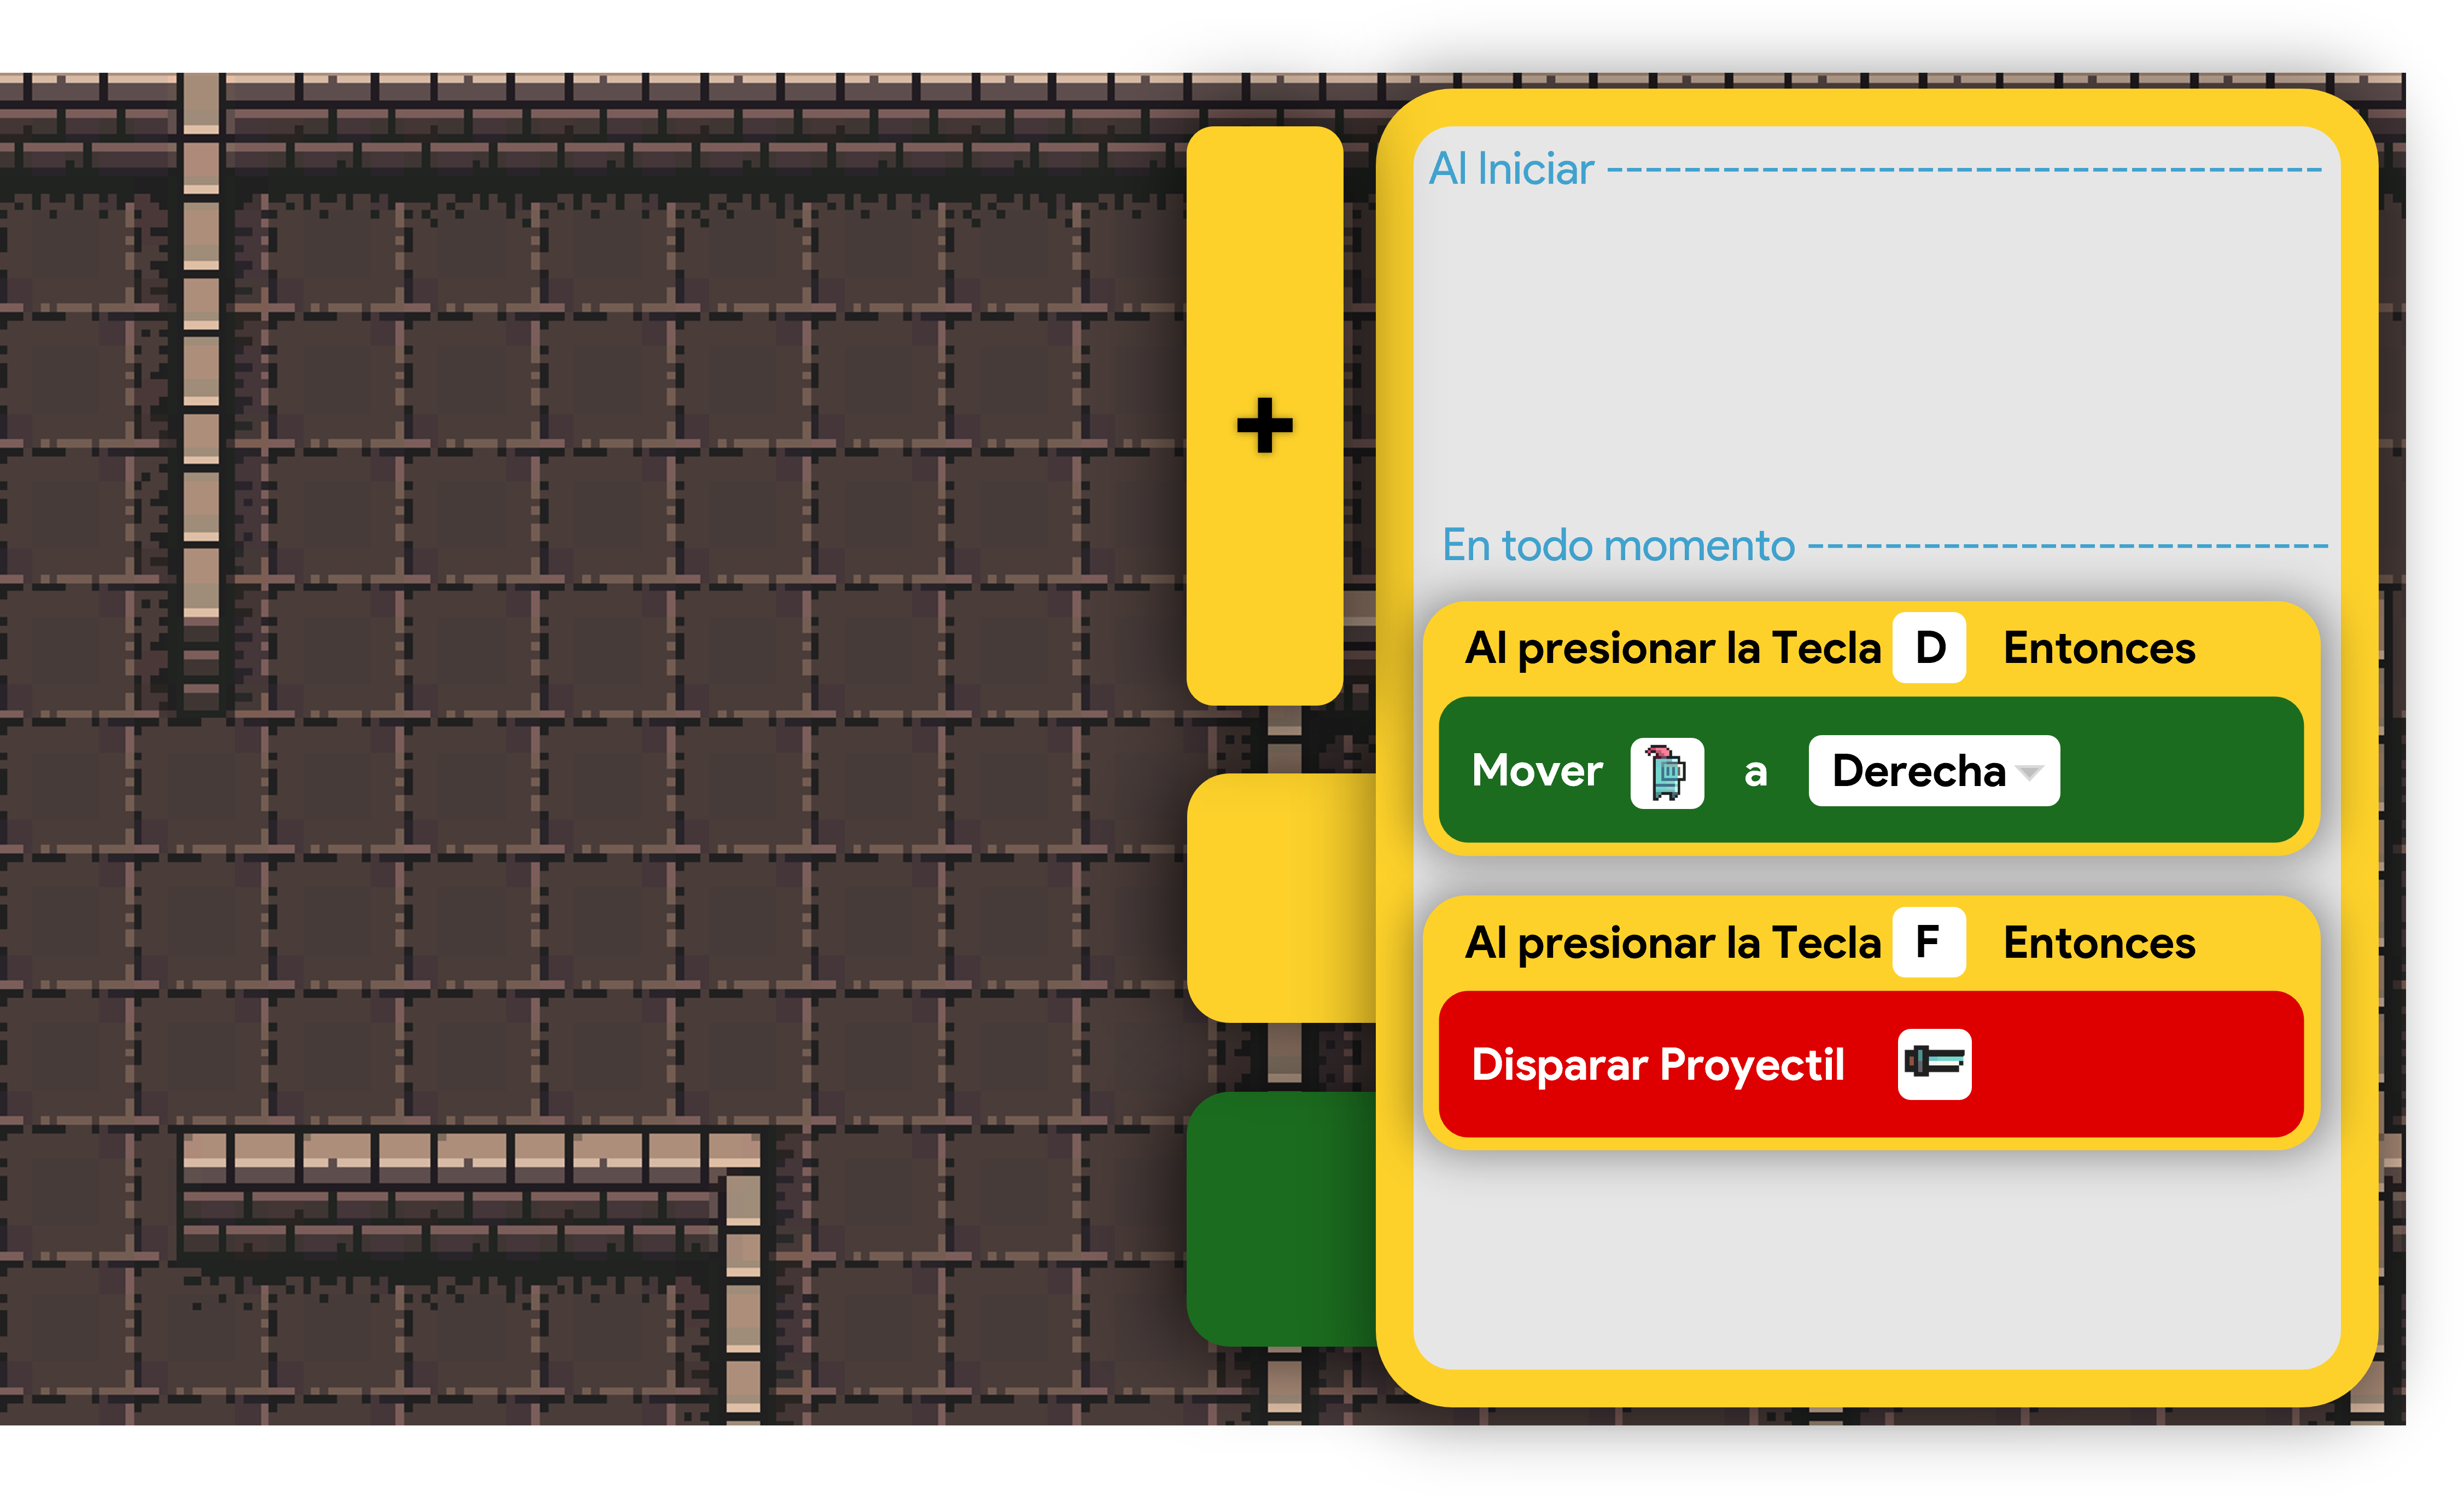 Al Iniciar
+
En todo momento
Al presionar la Tecla D Entonces
Mover a Derecha
Al presionar la Tecla F Entonces
Disparar Proyectil